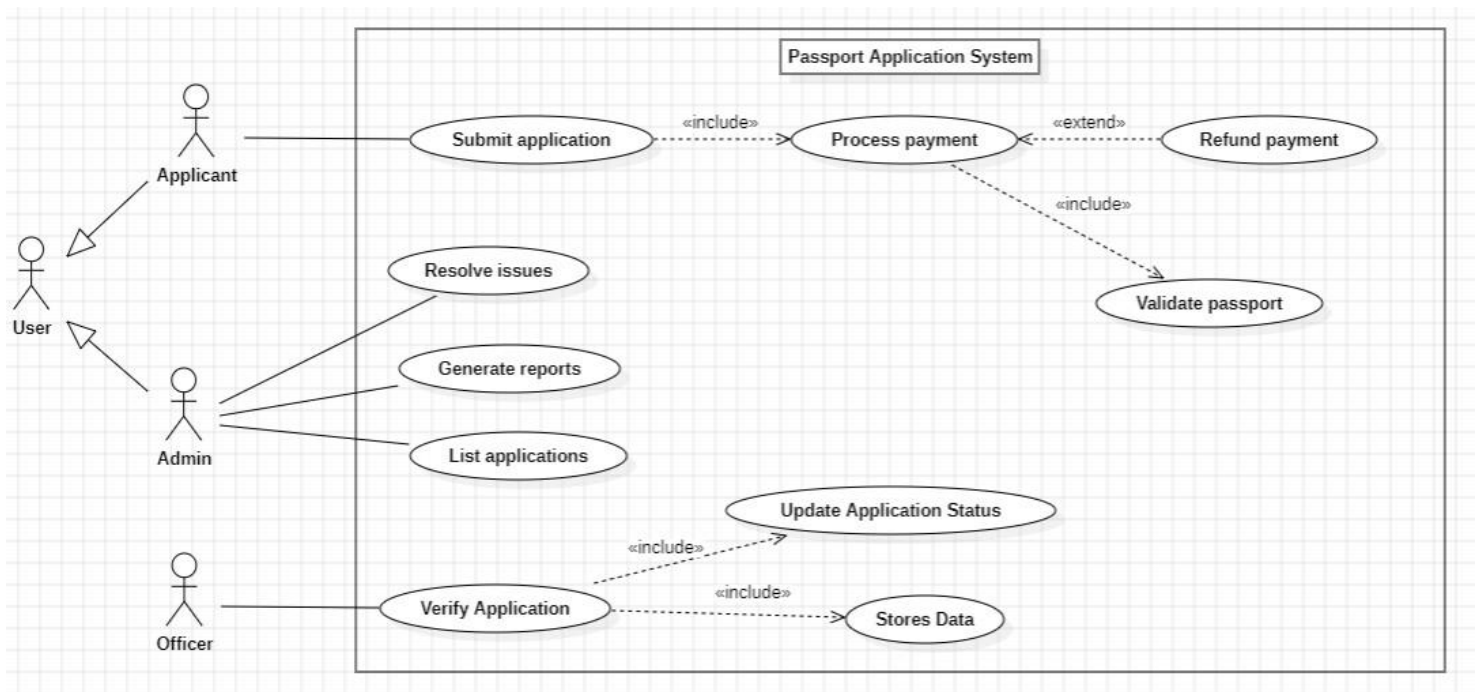 Passport Application System
Applicant
Submit application
«include»
Process payment
«extend»
Refund payment
«include»
User
Resolve issues
Validate passport
Generate reports
Admin
List applications
Update Application Status
«include»
Officer
Verify Application
«include»
Stores Data